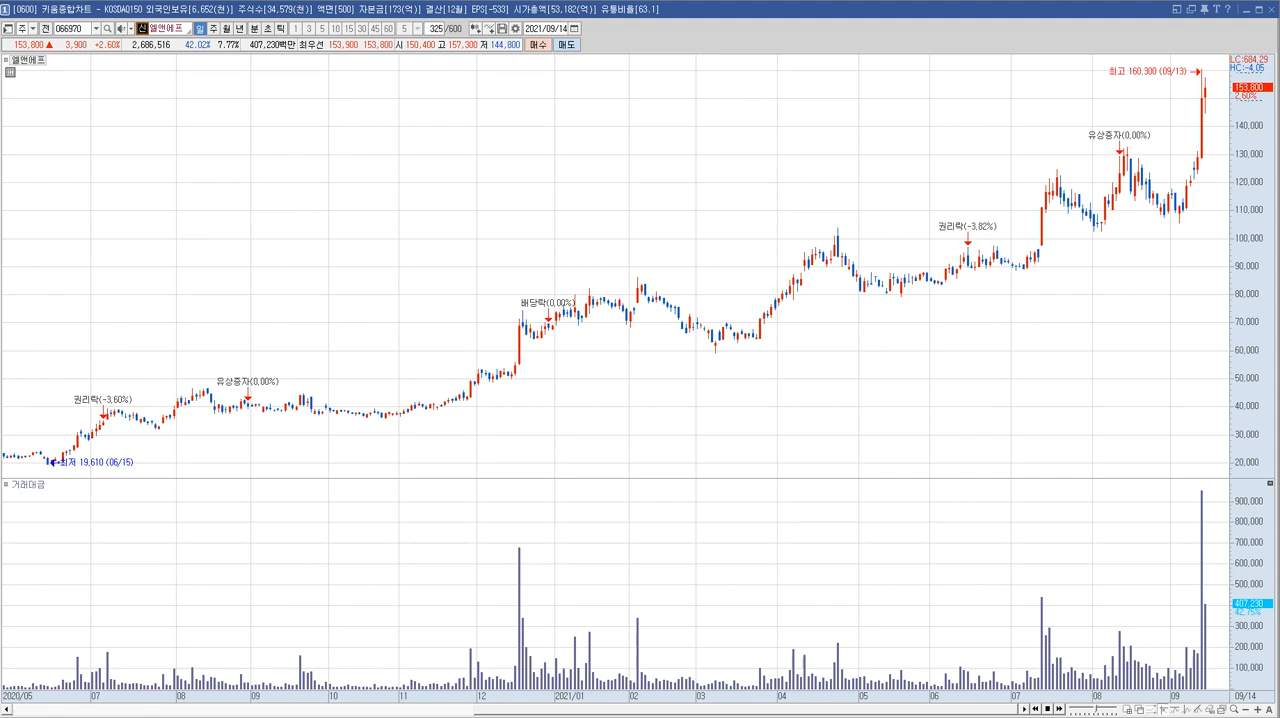 [0600] 키움종합차트 - KOSDAQ150 외국인보유[6,652(천)] 주식수[34,579(천)] 액면[500] 자본금[173(억)] 결산[12월] EPS[-533] 시가총액[53,182(억)] 유통비율[63.1]
주 전 066970 신 엘앤에프 일 주 월 년 분 초 틱 1 3 5 10 15 30 45 60 5 325/600 2021/09/14
153,800 ▲ 3,900 +2.60% 2,686,516 42.02% 7.77% 407,230백만 최우선 153,900 153,800 시 150,400 고 157,300 저 144,800 매수 매도
엘앤에프
LC:684.29
HC:-4.05
최고 160,300 (09/13)
153,800
2.60%
140,000
유상증자(0.00%)
130,000
120,000
110,000
권리락(-3.82%)
100,000
90,000
80,000
배당락(0.00%)
70,000
60,000
50,000
유상증자(0.00%)
권리락(-3.60%)
40,000
30,000
최저 19,610 (06/15)
20,000
거래대금
900,000
800,000
700,000
600,000
500,000
407,230
42.75%
300,000
200,000
100,000
2020/05 07 08 09 10 11 12 2021/01 02 03 04 05 06 07 08 09 09/14
A